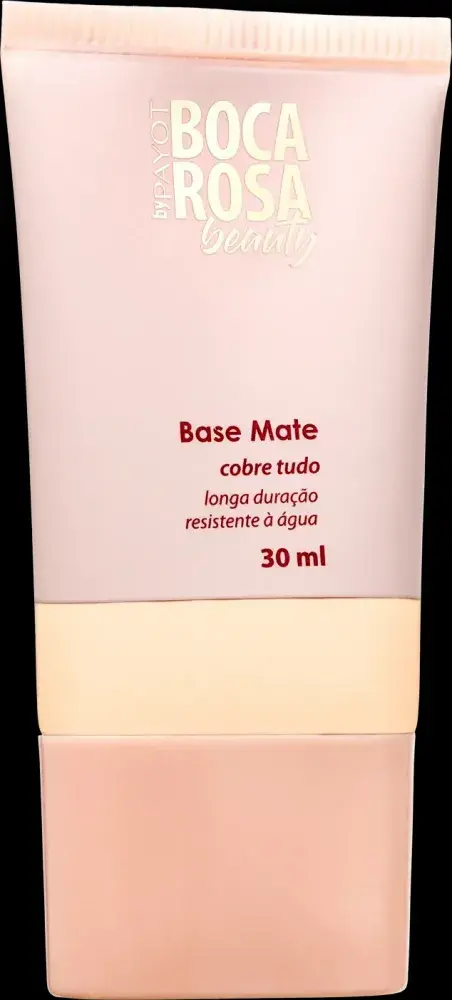 by PAYOT
BOCA
ROSA
beauty
Base Mate
cobre tudo
longa duração
resistente à água
30 ml